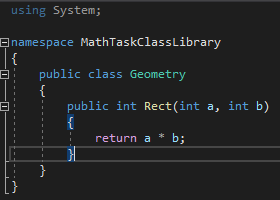 using System;
namespace MathTaskClassLibrary
{
    public class Geometry
    {
        public int Rect(int a, int b)
        {
            return a * b;
        }
    }
}